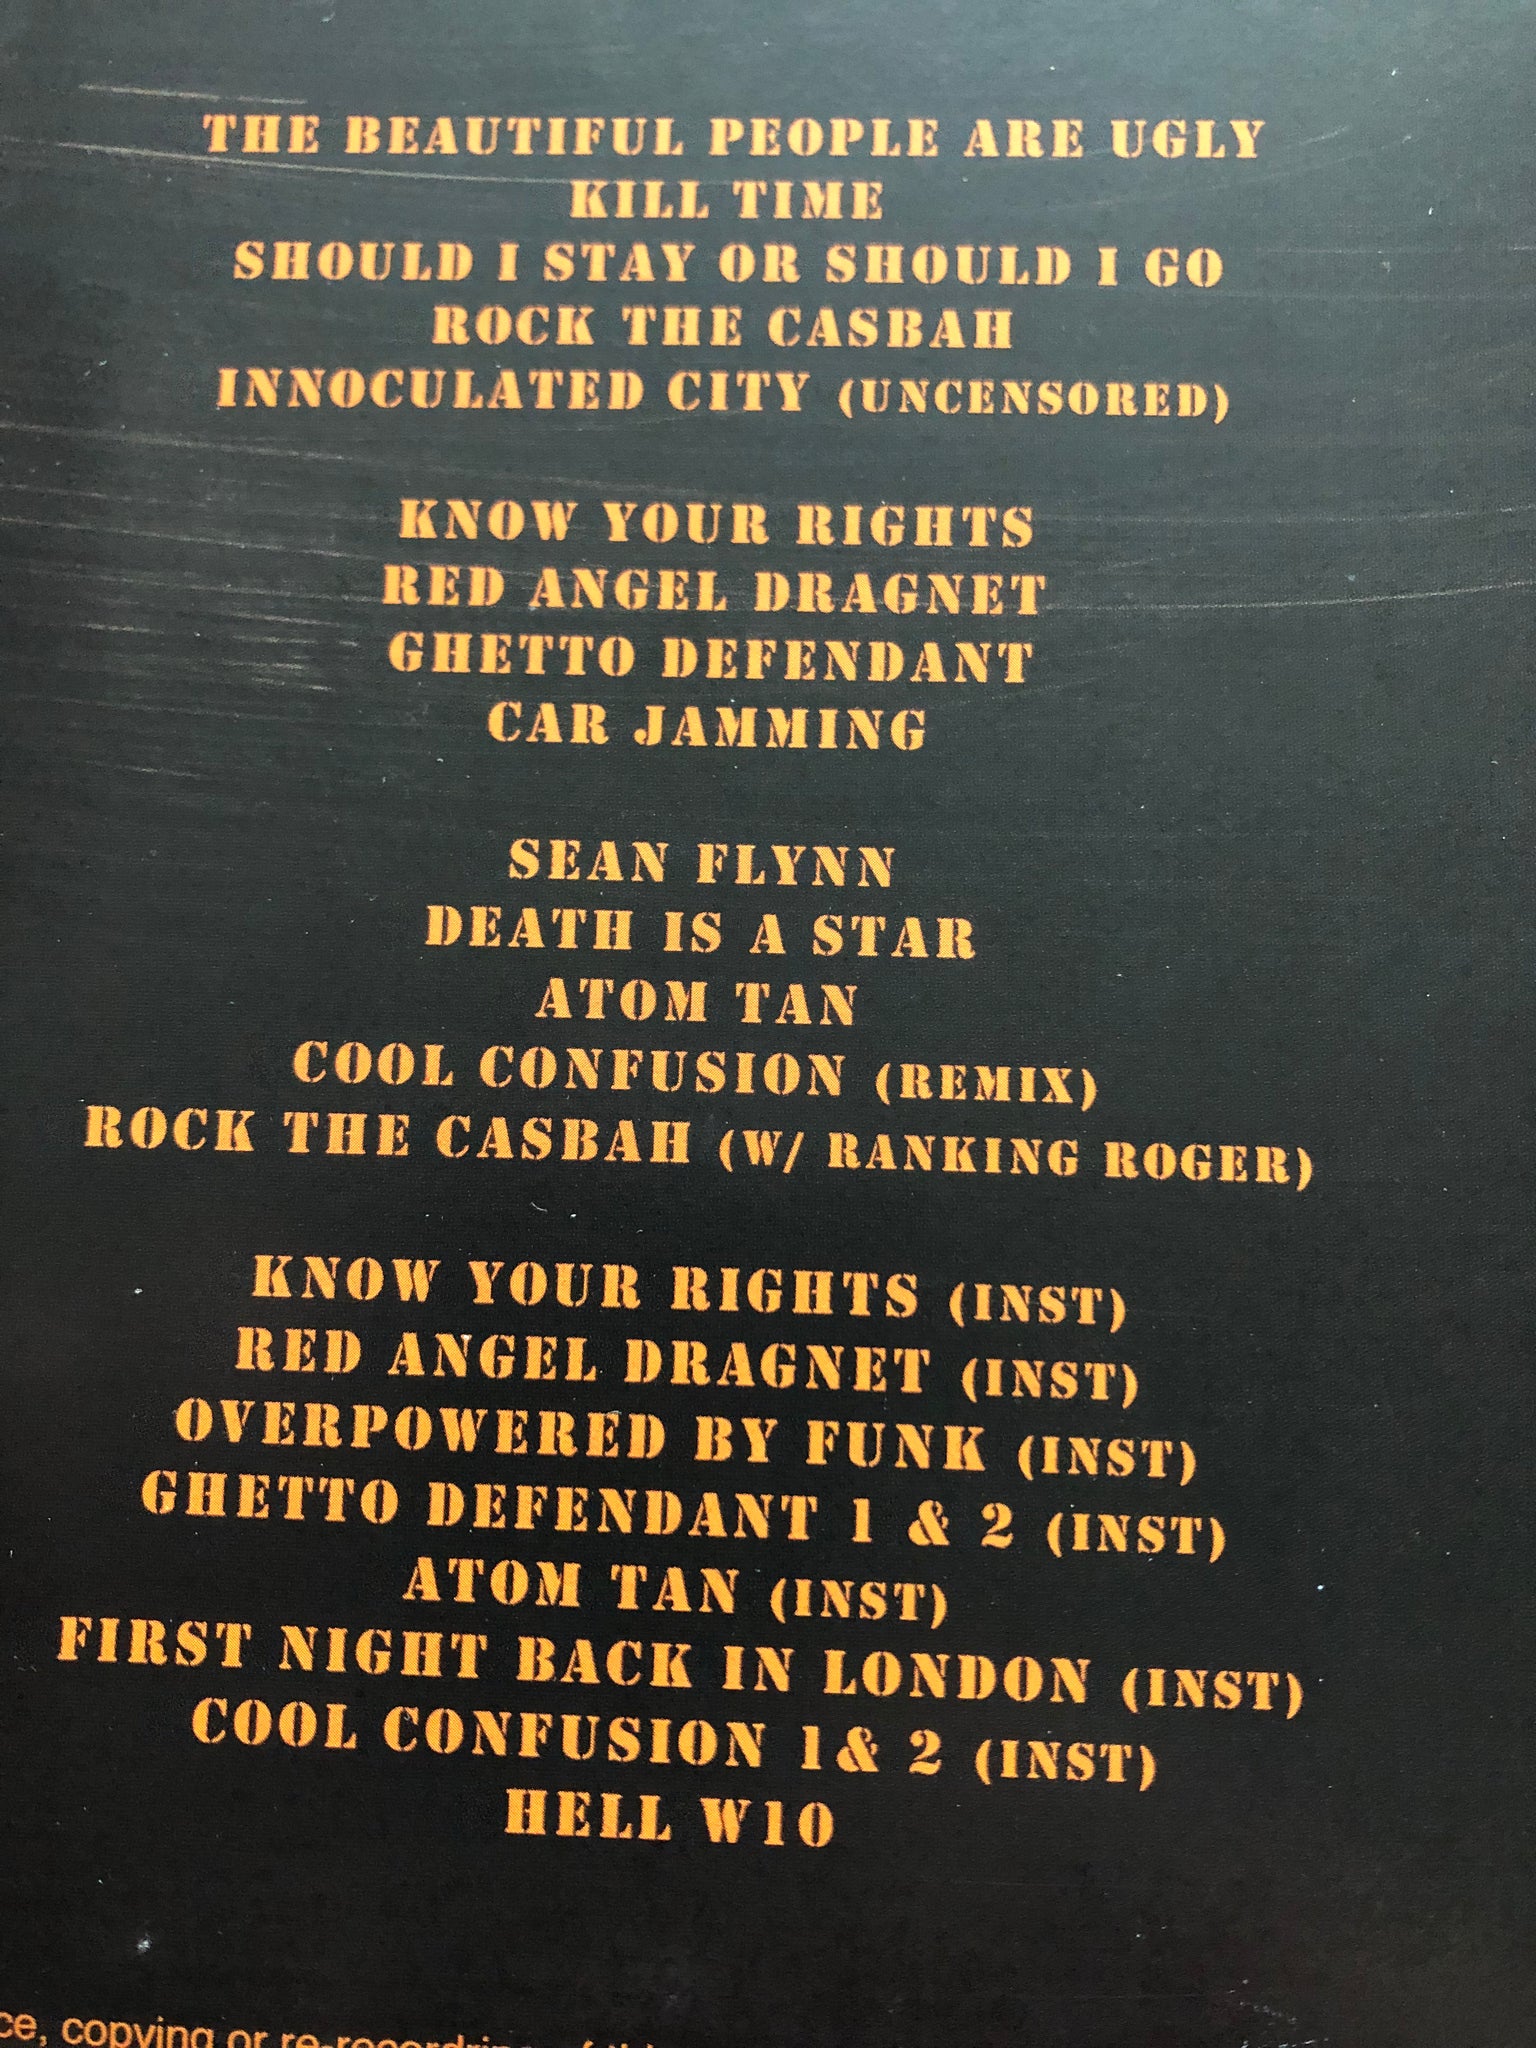 THE BEAUTIFUL PEOPLE ARE UGLY
KILL TIME
SHOULD I STAY OR SHOULD I GO
ROCK THE CASBAH
INNOCULATED CITY (UNCENSORED)
KNOW YOUR RIGHTS
RED ANGEL DRAGNET
GHETTO DEFENDANT
CAR JAMMING
SEAN FLYNN
DEATH IS A STAR
ATOM TAN
COOL CONFUSION (REMIX)
ROCK THE CASBAH (W/ RANKING ROGER)
KNOW YOUR RIGHTS (INST)
RED ANGEL DRAGNET (INST)
OVERPOWERED BY FUNK (INST)
GHETTO DEFENDANT 1 & 2 (INST)
ATOM TAN (INST)
FIRST NIGHT BACK IN LONDON (INST)
COOL CONFUSION 1& 2 (INST)
HELL W10
ce, copying or re-recording of